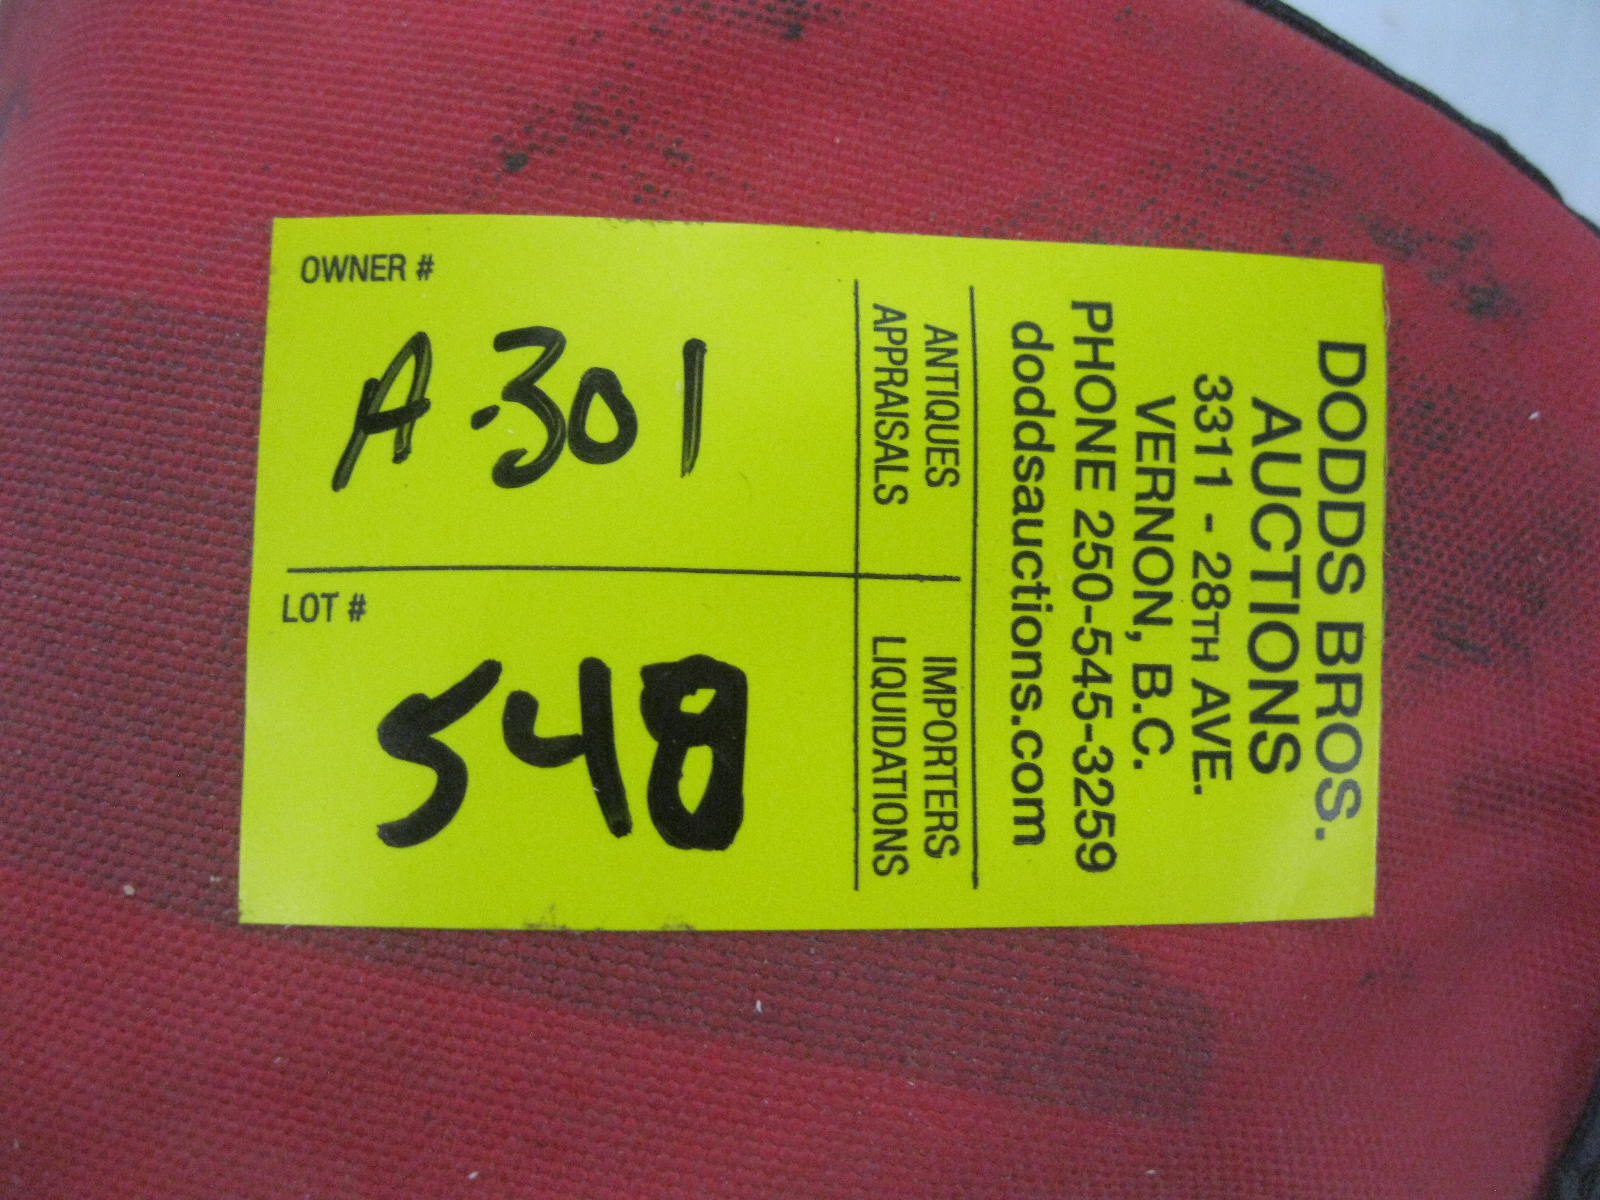 OWNER #
A-301
LOT #
548
DODDS BROS.
AUCTIONS
3311 - 28TH AVE.
VERNON, B.C.
PHONE 250-545-3259
doddsauctions.com
ANTIQUES IMPORTERS
APPRAISALS LIQUIDATIONS